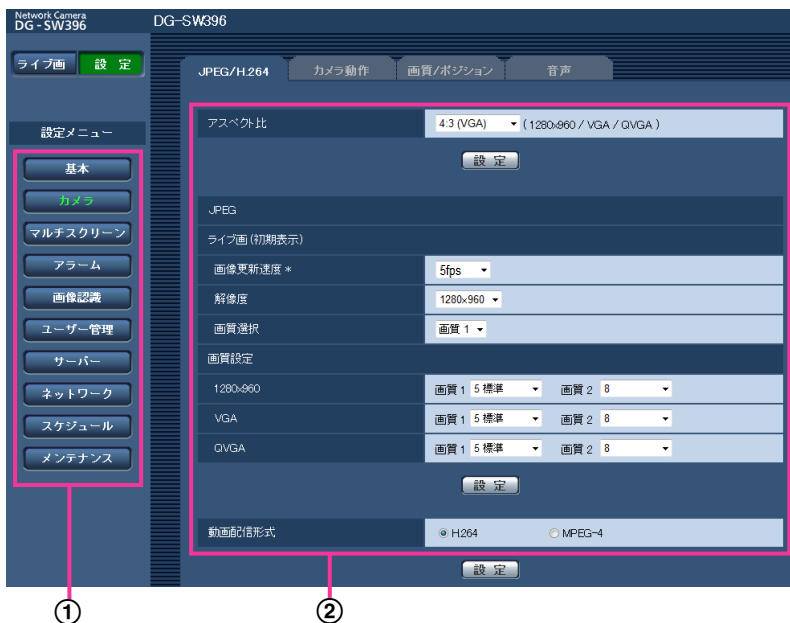 Network Camera
DG-SW396
DG-SW396
ライブ画 設 定
JPEG/H.264 カメラ動作 画質/ポジション 音声
設定メニュー
基本
カメラ
マルチスクリーン
アラーム
画像認識
ユーザー管理
サーバー
ネットワーク
スケジュール
メンテナンス
アスペクト比 4:3 (VGA) (1280×960 / VGA / QVGA)
設 定
JPEG
ライブ画(初期表示)
画像更新速度* 5fps
解像度 1280×960
画質選択 画質 1
画質設定
1280×960 画質 1 5 標準 画質 2 8
VGA 画質 1 5 標準 画質 2 8
QVGA 画質 1 5 標準 画質 2 8
設 定
動画配信形式 H.264 MPEG-4
設 定
① ②